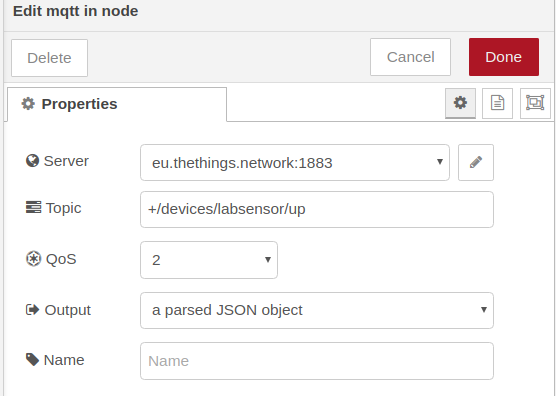 Edit mqtt in node
Delete
Cancel
Done
Properties
Server
eu.thethings.network:1883
Topic
+/devices/labsensor/up
QoS
2
Output
a parsed JSON object
Name
Name